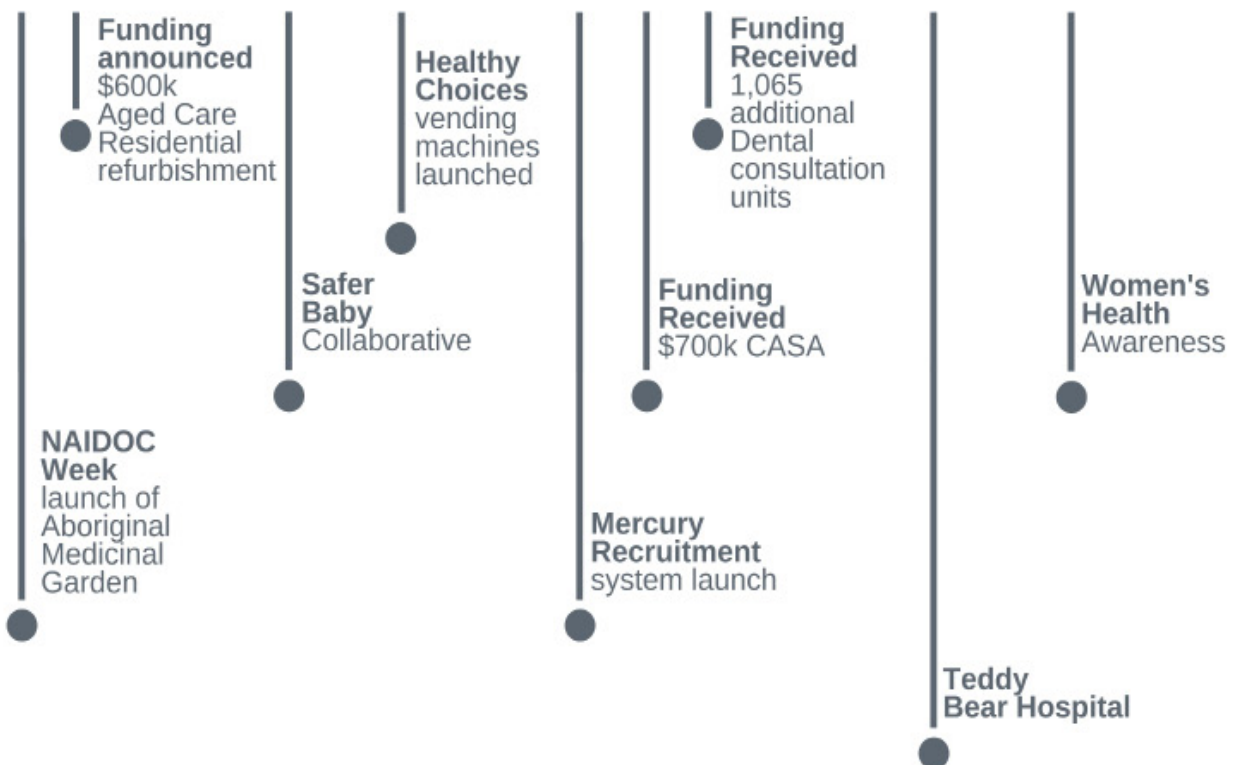 Funding
announced
$600k
Aged Care
Residential
refurbishment
Healthy
Choices
vending
machines
launched
Funding
Received
1,065
additional
Dental
consultation
units
Safer
Baby
Collaborative
Funding
Received
$700k CASA
Women's
Health
Awareness
NAIDOC
Week
launch of
Aboriginal
Medicinal
Garden
Mercury
Recruitment
system launch
Teddy
Bear Hospital